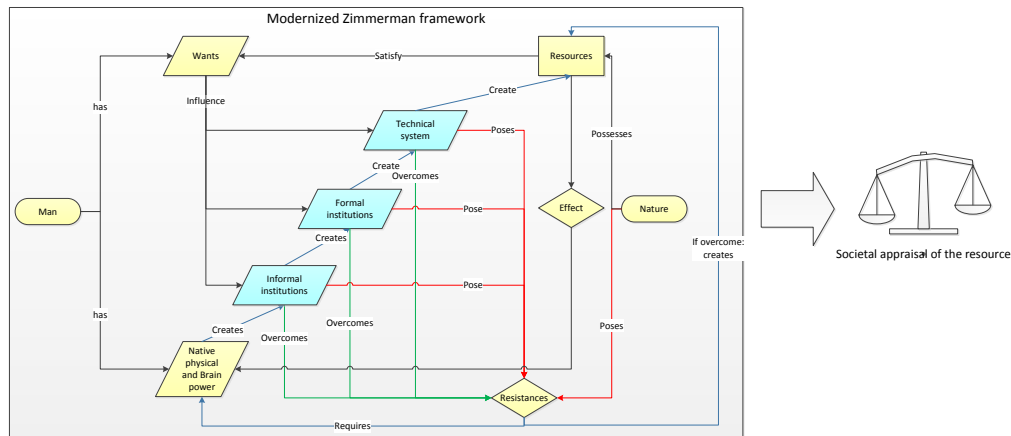 Modernized Zimmerman framework
Wants
Satisfy
Resources
Influence
has
Create
Technical
system
Poses
Possesses
Create
Overcomes
Man
Formal
institutions
Pose
Effect
Nature
If overcome:
creates
Societal appraisal of the resource
Creates
Informal
institutions
Pose
has
Creates
Overcomes
Overcomes
Poses
Native
physical
and Brain
power
Resistances
Requires